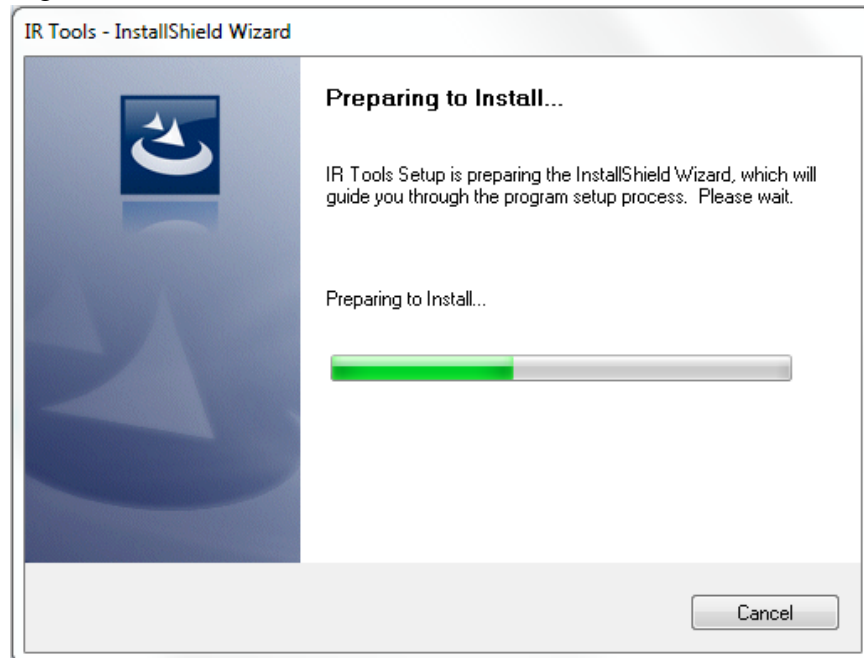 IR Tools - InstallShield Wizard
Preparing to Install...
IR Tools Setup is preparing the InstallShield Wizard, which will
guide you through the program setup process.  Please wait.
Preparing to Install...
Cancel